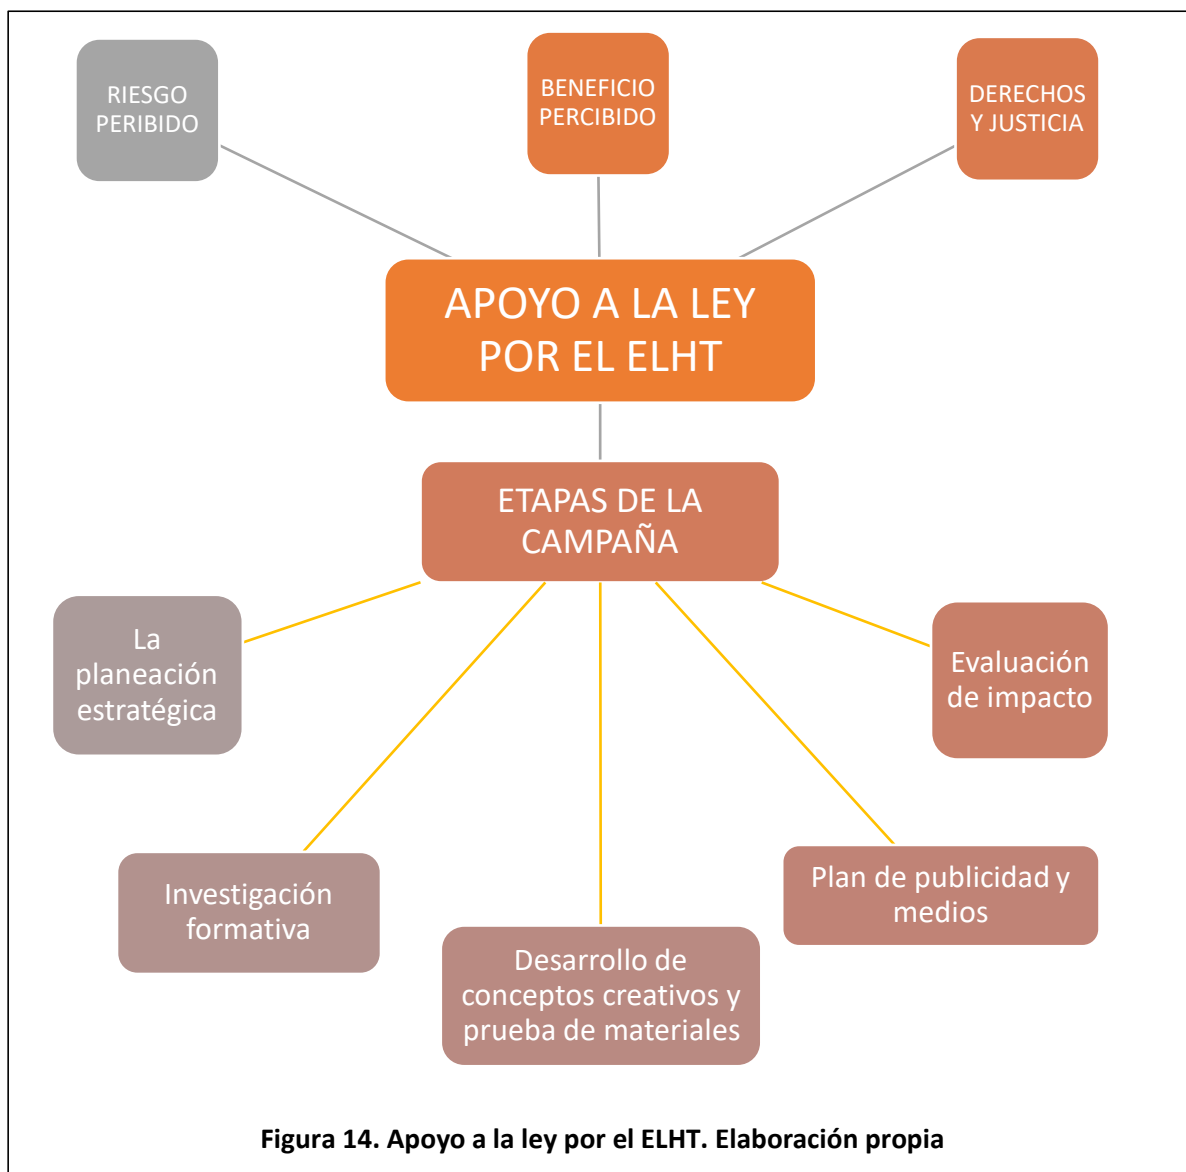 RIESGO
PERIBIDO
BENEFICIO
PERCIBIDO
DERECHOS
Y JUSTICIA
APOYO A LA LEY
POR EL ELHT
ETAPAS DE LA
CAMPAÑA
La
planeación
estratégica
Investigación
formativa
Desarrollo de
conceptos creativos y
prueba de materiales
Plan de publicidad y
medios
Evaluación
de impacto
Figura 14. Apoyo a la ley por el ELHT. Elaboración propia